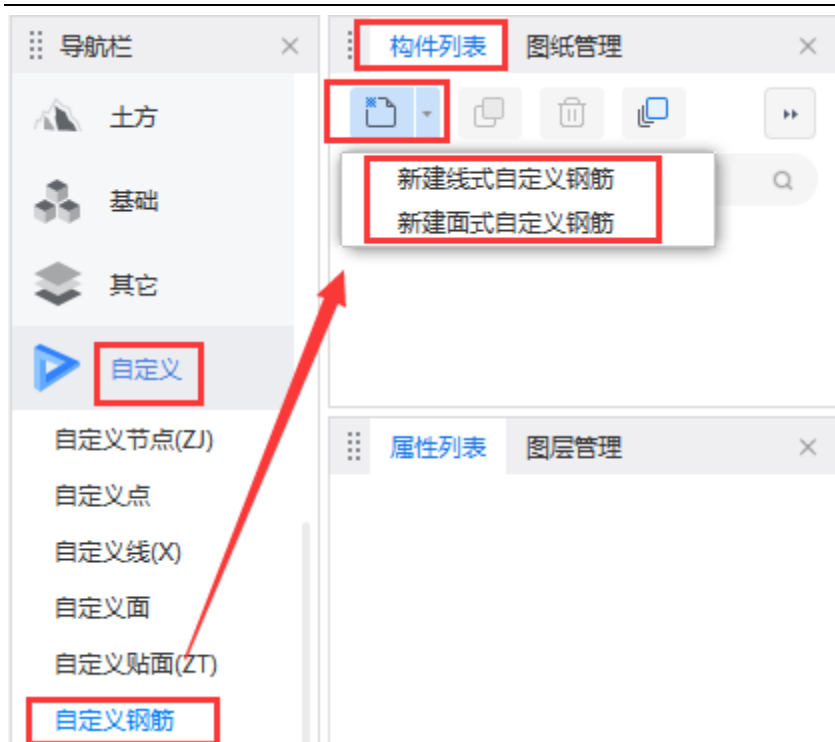 导航栏
土方
基础
其它
自定义
自定义节点(ZJ)
自定义点
自定义线(X)
自定义面
自定义贴面(ZT)
自定义钢筋
构件列表 图纸管理
新建线式自定义钢筋
新建面式自定义钢筋
属性列表 图层管理